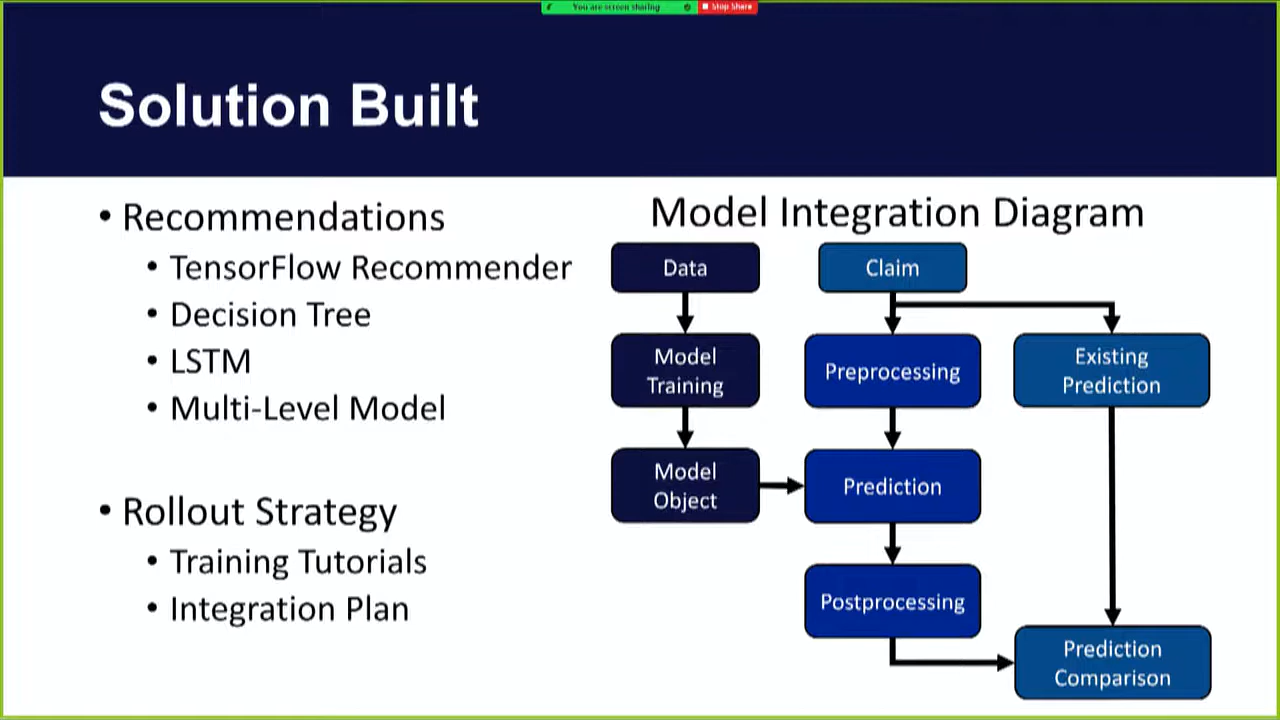 You are screen sharing
Stop Share
Solution Built
• Recommendations
• TensorFlow Recommender
• Decision Tree
• LSTM
• Multi-Level Model
• Rollout Strategy
• Training Tutorials
• Integration Plan
Model Integration Diagram
Data
Claim
Model
Training
Preprocessing
Existing
Prediction
Model
Object
Prediction
Postprocessing
Prediction
Comparison